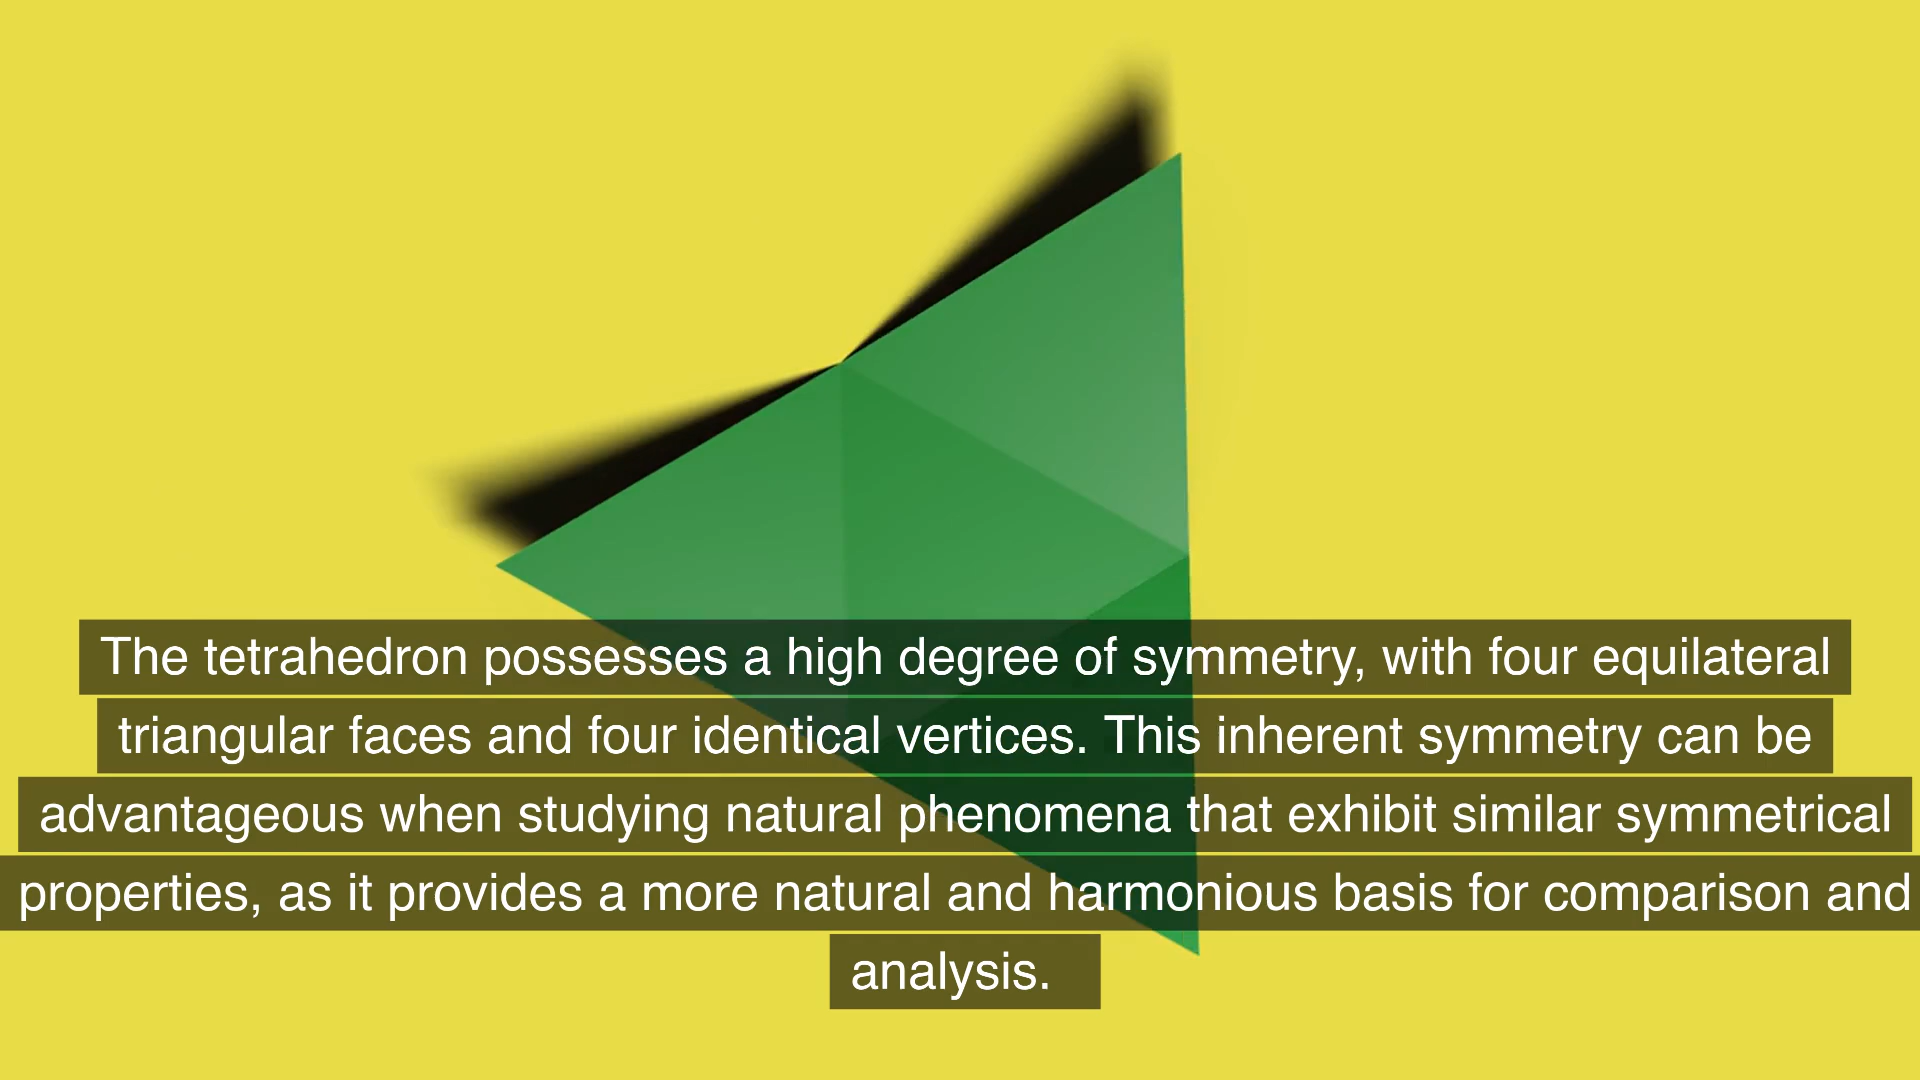 The tetrahedron possesses a high degree of symmetry, with four equilateral
triangular faces and four identical vertices. This inherent symmetry can be
advantageous when studying natural phenomena that exhibit similar symmetrical
properties, as it provides a more natural and harmonious basis for comparison and
analysis.